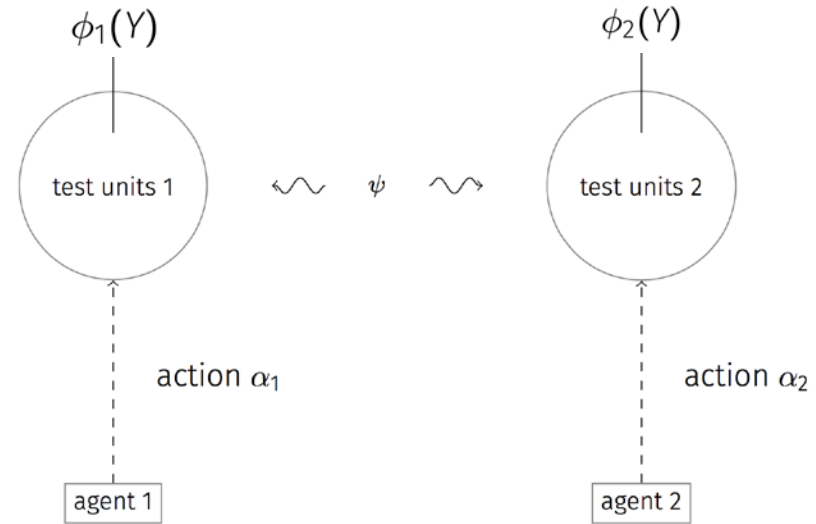 ϕ₁(Y)
ϕ₂(Y)
test units 1
ψ
test units 2
action α₁
action α₂
agent 1
agent 2